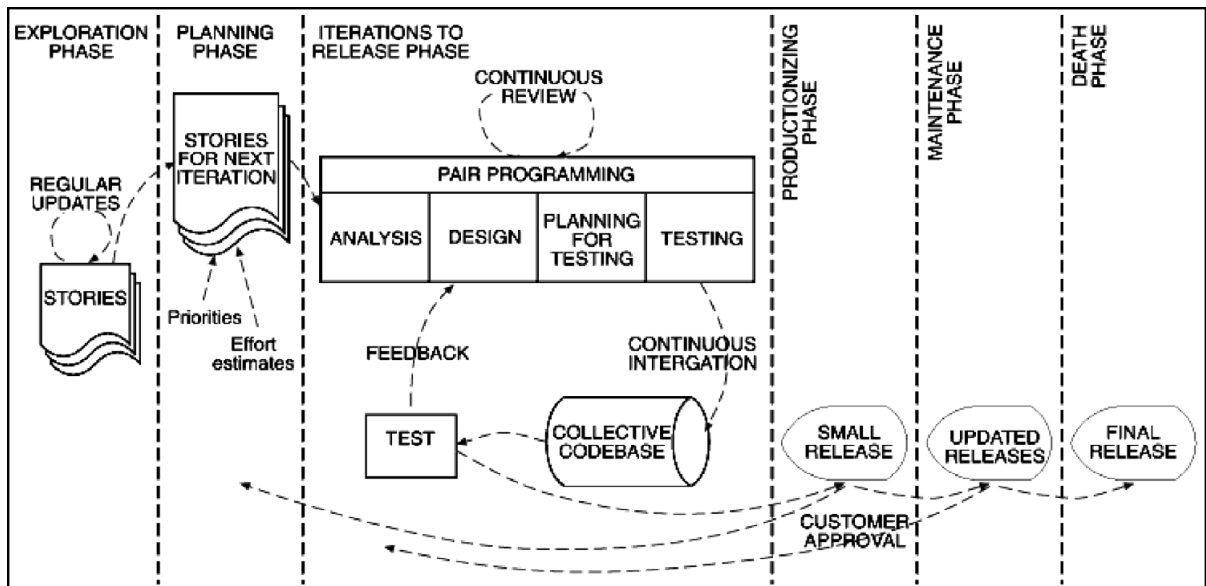 EXPLORATION
PHASE
PLANNING
PHASE
ITERATIONS TO
RELEASE PHASE
PRODUCTIONIZING
PHASE
MAINTENANCE
PHASE
DEATH
PHASE
REGULAR
UPDATES
STORIES
STORIES
FOR NEXT
ITERATION
Priorities
Effort
estimates
CONTINUOUS
REVIEW
PAIR PROGRAMMING
ANALYSIS
DESIGN
PLANNING
FOR
TESTING
TESTING
FEEDBACK
CONTINUOUS
INTERGATION
TEST
COLLECTIVE
CODEBASE
SMALL
RELEASE
UPDATED
RELEASES
FINAL
RELEASE
CUSTOMER
APPROVAL